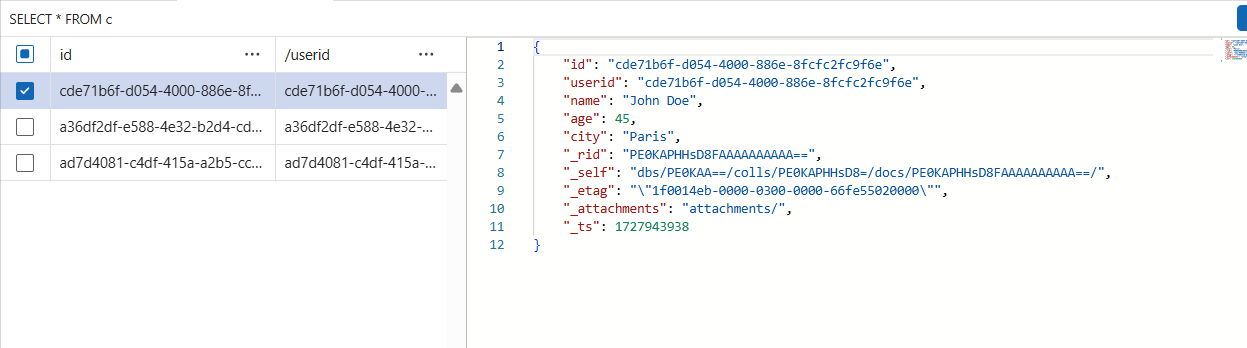 SELECT * FROM c
id ··· /userid ···
cde71b6f-d054-4000-886e-8f... cde71b6f-d054-4000-...
a36df2df-e588-4e32-b2d4-cd... a36df2df-e588-4e32-...
ad7d4081-c4df-415a-a2b5-cc... ad7d4081-c4df-415a-...
1 {
2 "id": "cde71b6f-d054-4000-886e-8fcfc2fc9f6e",
3 "userid": "cde71b6f-d054-4000-886e-8fcfc2fc9f6e",
4 "name": "John Doe",
5 "age": 45,
6 "city": "Paris",
7 "_rid": "PE0KAPHHsD8FAAAAAAAAAA==",
8 "_self": "dbs/PE0KAA==/colls/PE0KAPHHsD8=/docs/PE0KAPHHsD8FAAAAAAAAAA==/",
9 "_etag": "\"1f0014eb-0000-0300-0000-66fe55020000\"",
10 "_attachments": "attachments/",
11 "_ts": 1727943938
12 }